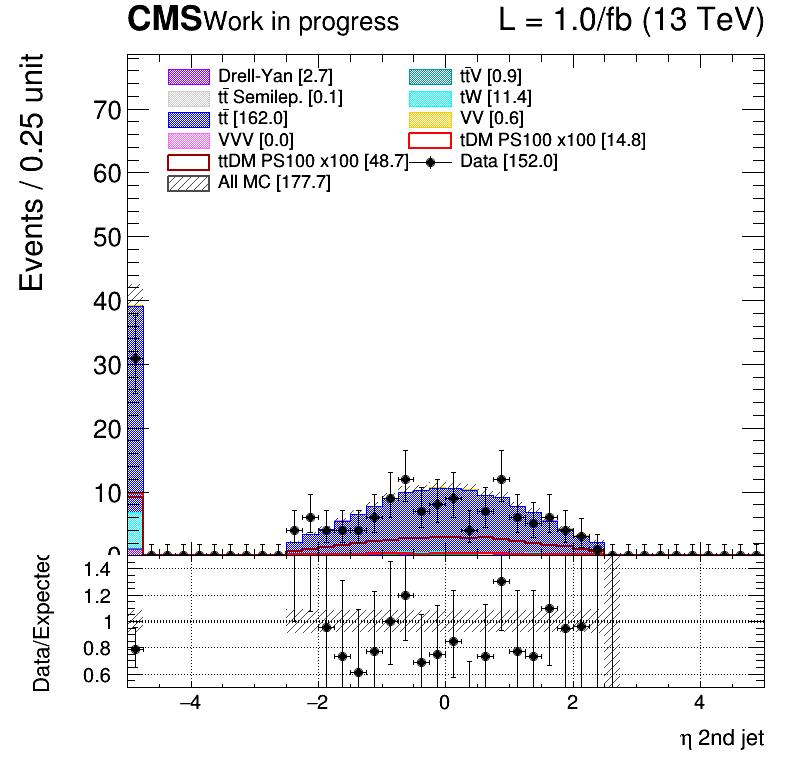 CMS Work in progress L = 1.0/fb (13 TeV)
Drell-Yan [2.7] tt̄V [0.9]
tt̄ Semilep. [0.1] tW [11.4]
tt̄ [162.0] VV [0.6]
VVV [0.0] tDM PS100 x100 [14.8]
ttDM PS100 x100 [48.7] Data [152.0]
All MC [177.7]
Events / 0.25 unit
70
60
50
40
30
20
10
0
Data/Expected
1.4
1.2
1
0.8
0.6
−4 −2 0 2 4
η 2nd jet